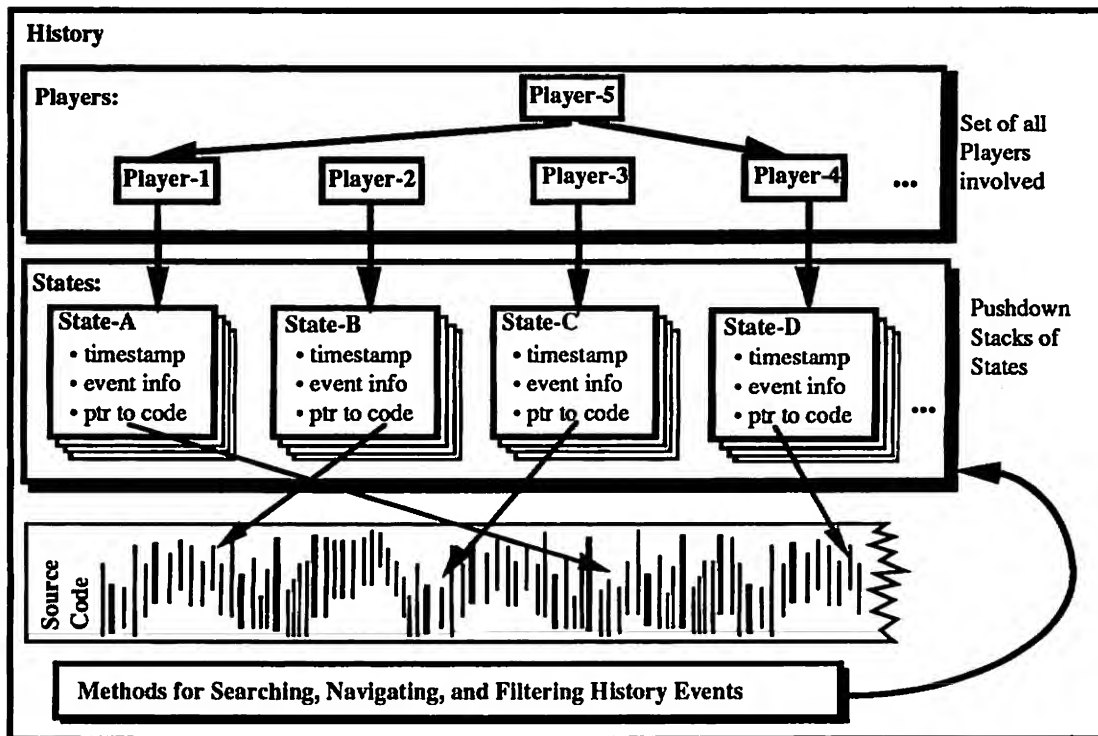 History
Players:
Player-5
Player-1
Player-2
Player-3
Player-4
...
Set of all
Players
involved
States:
State-A
• timestamp
• event info
• ptr to code
State-B
• timestamp
• event info
• ptr to code
State-C
• timestamp
• event info
• ptr to code
State-D
• timestamp
• event info
• ptr to code
...
Pushdown
Stacks of
States
Source
Code
Methods for Searching, Navigating, and Filtering History Events